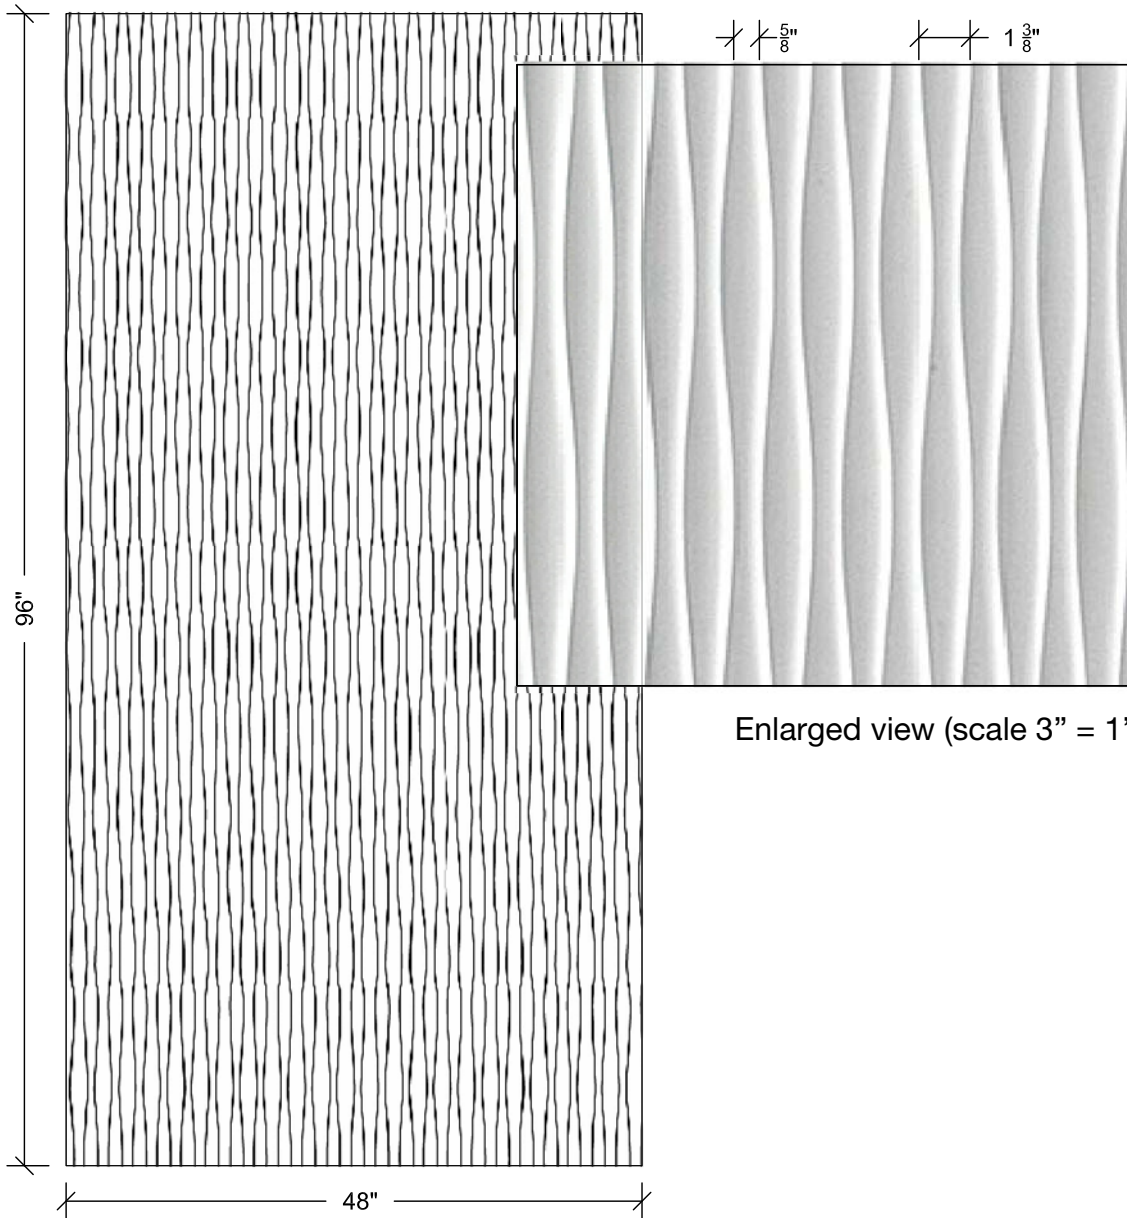 5/8"
1 3/8"
96"
Enlarged view (scale 3” = 1’
48"